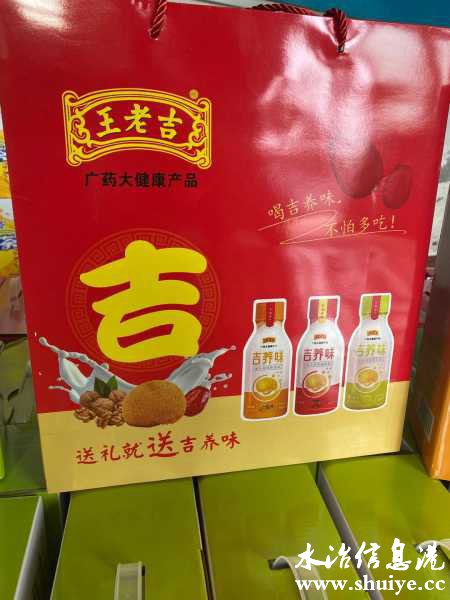 王老吉
®
广药大健康产品
喝吉养味,
不怕多吃!
吉
吉养味
吉养味
吉养味
送礼就送吉养味
水冶信息港
www.shuiye.cc